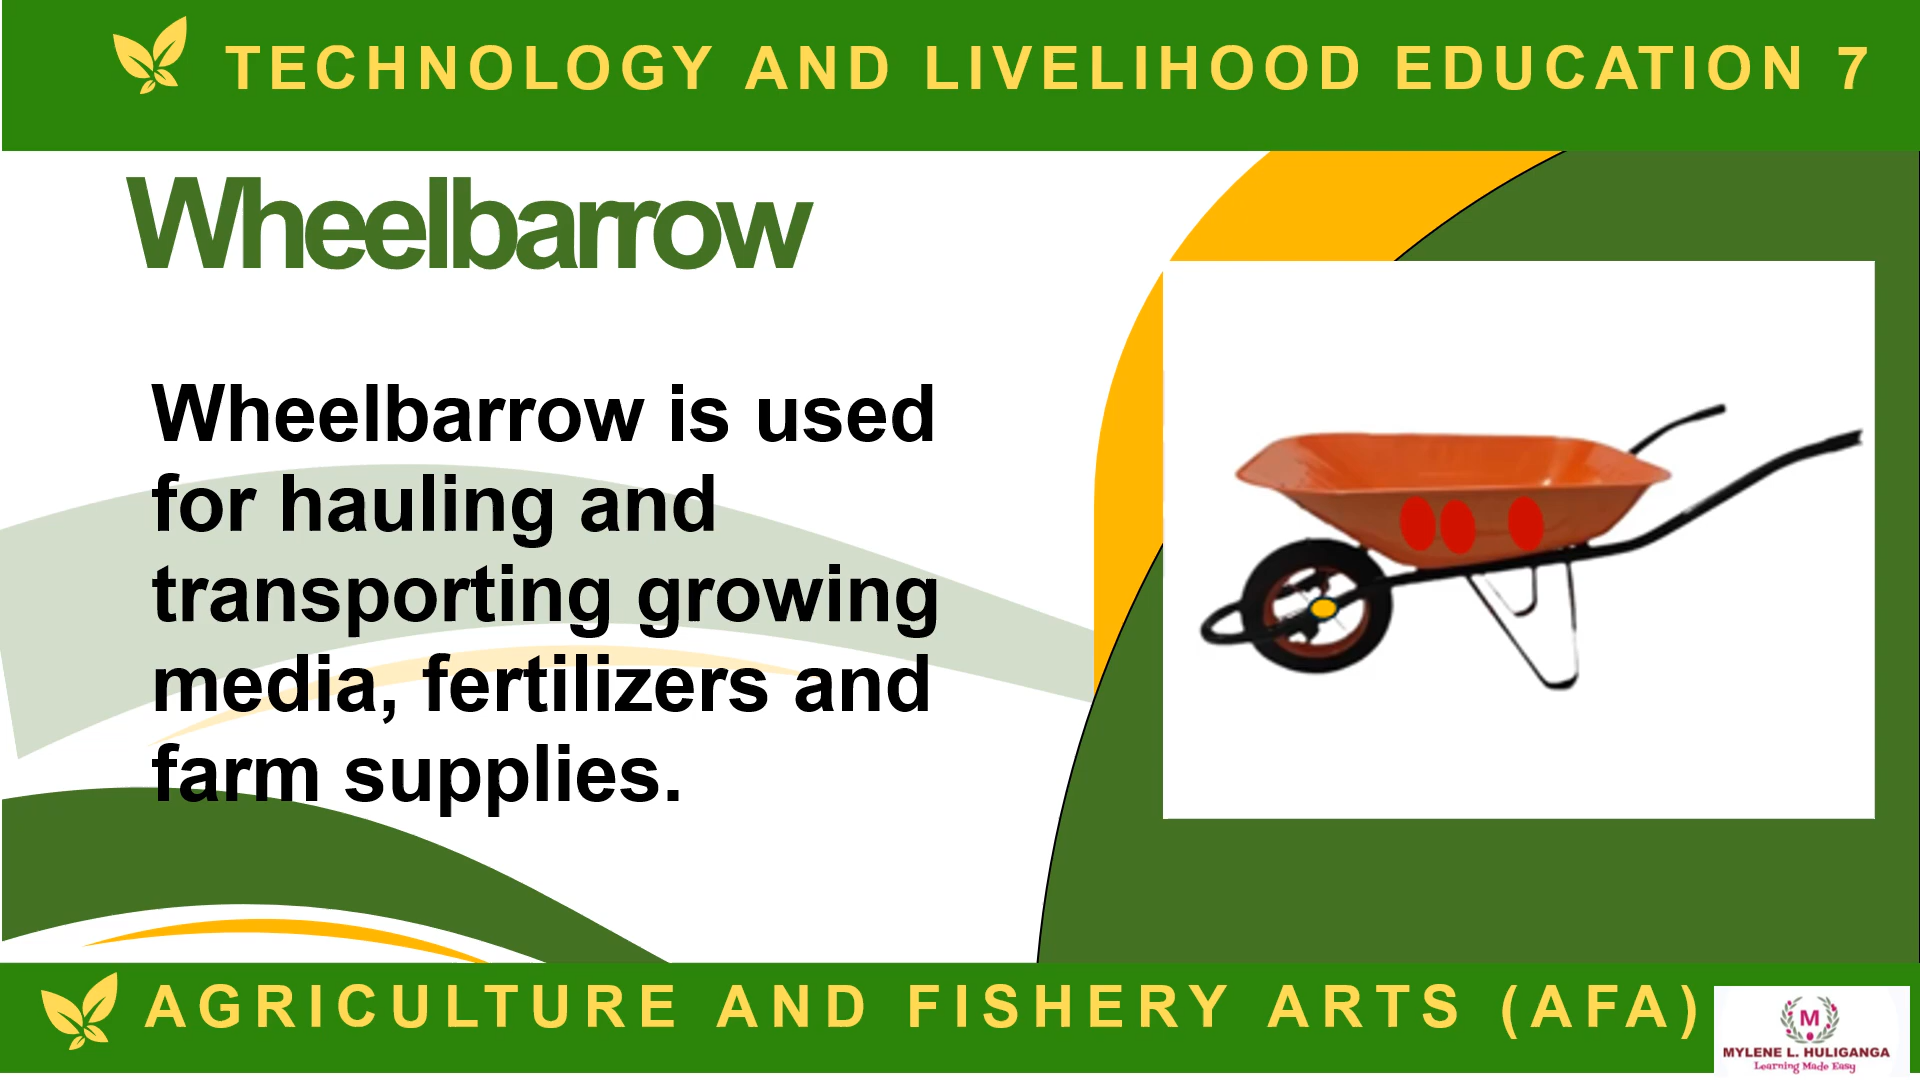 TECHNOLOGY AND LIVELIHOOD EDUCATION 7
Wheelbarrow
Wheelbarrow is used
for hauling and
transporting growing
media, fertilizers and
farm supplies.
AGRICULTURE AND FISHERY ARTS (AFA)
M
MYLENE L. HULIGANGA
Learning Made Easy